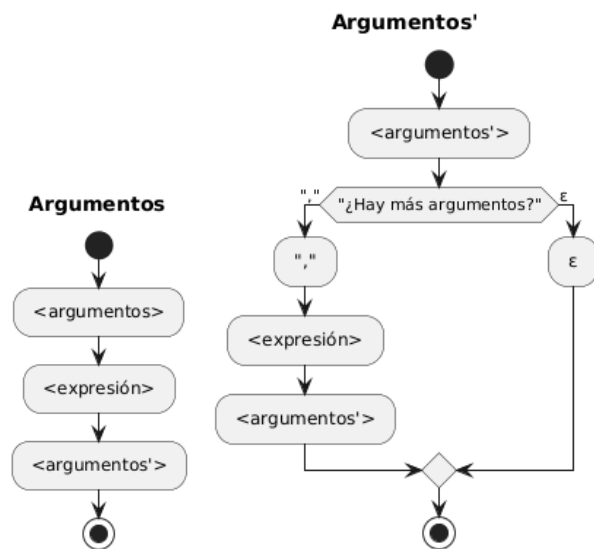 Argumentos
<argumentos>
<expresión>
<argumentos'>
Argumentos'
<argumentos'>
"¿Hay más argumentos?"
","
ε
","
ε
<expresión>
<argumentos'>